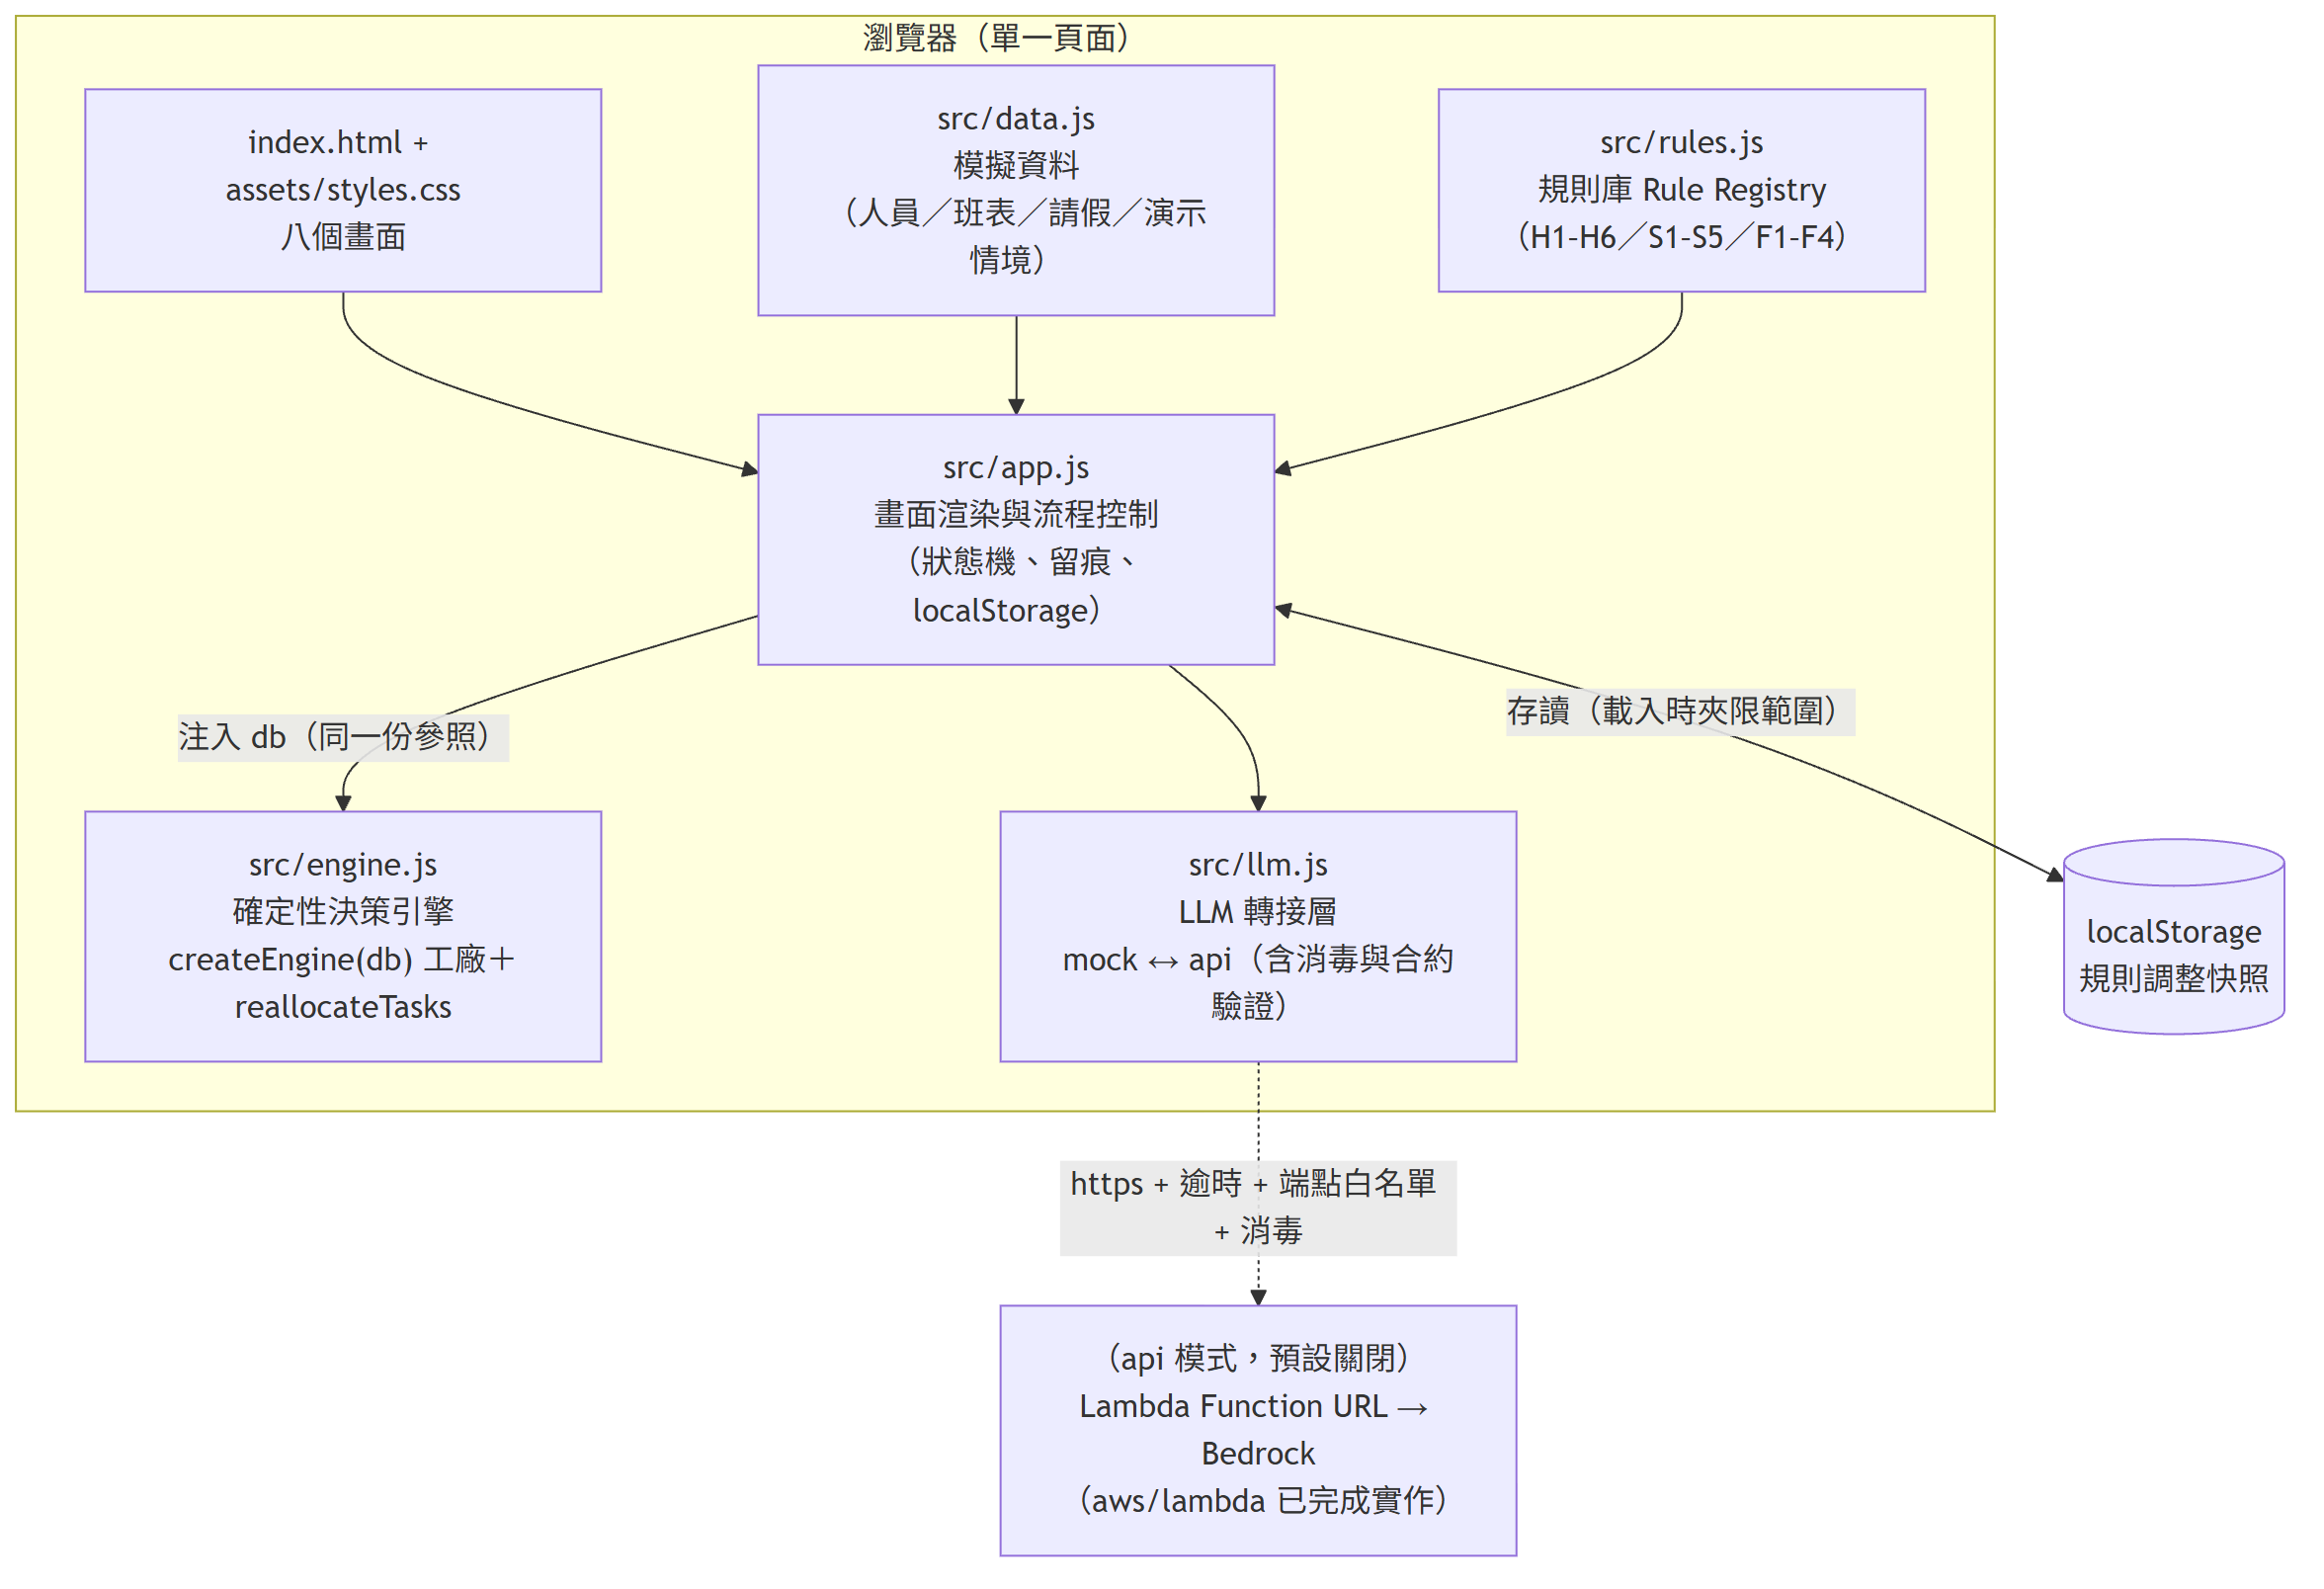 瀏覽器（單一頁面）
index.html +
assets/styles.css
八個畫面
src/data.js
模擬資料
（人員／班表／請假／演示
情境）
src/rules.js
規則庫 Rule Registry
（H1-H6／S1-S5／F1-F4）
src/app.js
畫面渲染與流程控制
（狀態機、留痕、
localStorage）
注入 db（同一份參照）
存讀（載入時夾限範圍）
src/engine.js
確定性決策引擎
createEngine(db) 工廠＋
reallocateTasks
src/llm.js
LLM 轉接層
mock ↔ api（含消毒與合約
驗證）
localStorage
規則調整快照
https + 逾時 + 端點白名單
+ 消毒
（api 模式，預設關閉）
Lambda Function URL →
Bedrock
（aws/lambda 已完成實作）